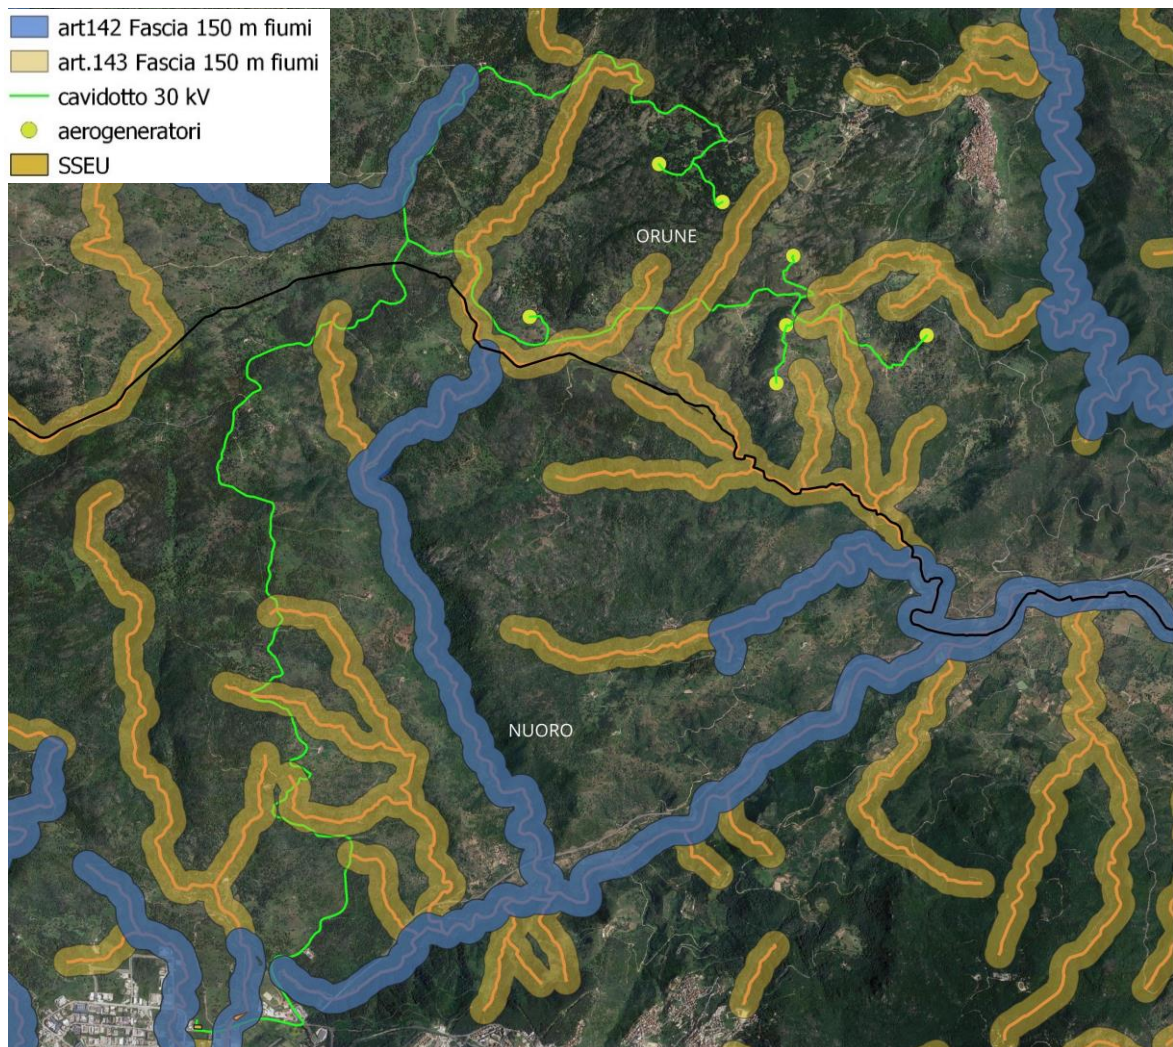 art142 Fascia 150 m fiumi
art.143 Fascia 150 m fiumi
cavidotto 30 kV
aerogeneratori
SSEU
ORUNE
NUORO